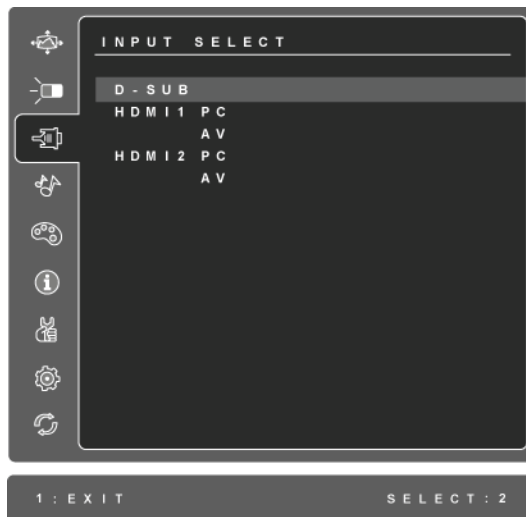 INPUT SELECT
D-SUB
HDMI1 PC
AV
HDMI2 PC
AV
1:EXIT SELECT:2